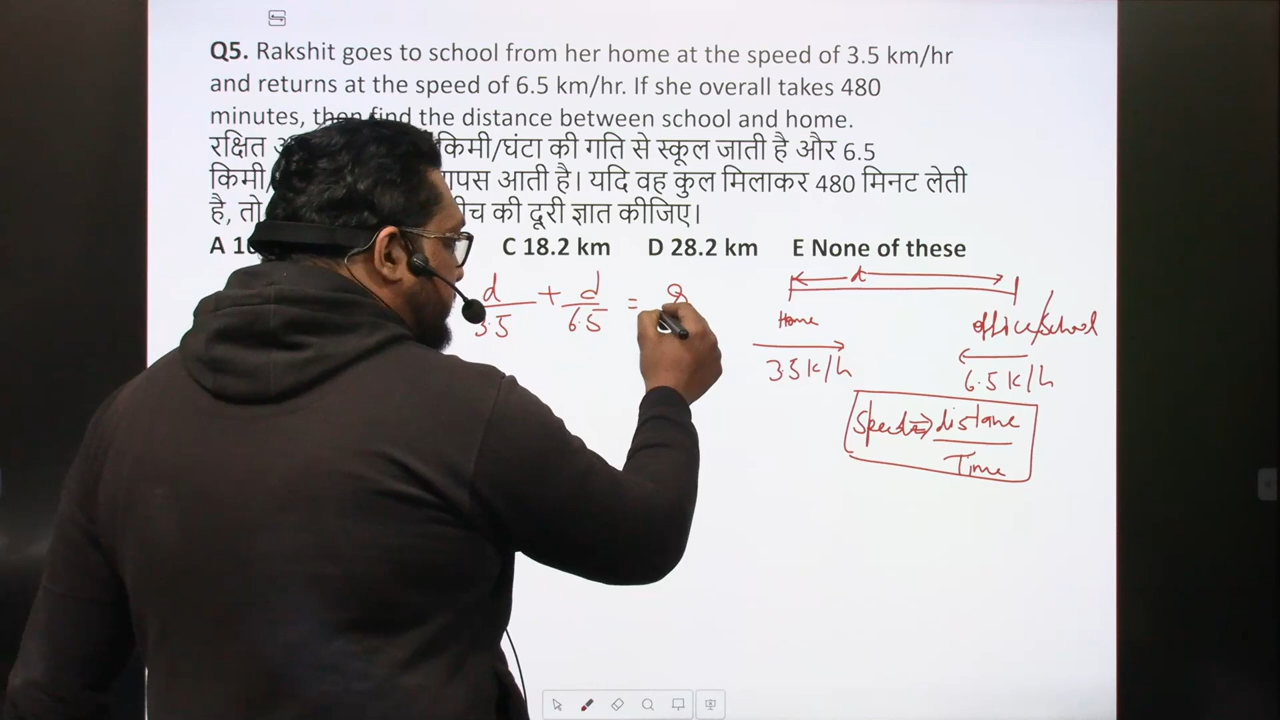 Q5. Rakshit goes to school from her home at the speed of 3.5 km/hr
and returns at the speed of 6.5 km/hr. If she overall takes 480
minutes, then find the distance between school and home.
रक्षित किमी/घंटा की गति से स्कूल जाती है और 6.5
किमी/ आती है। यदि वह कुल मिलाकर 480 मिनट लेती
है, तो की दूरी ज्ञात कीजिए।
C 18.2 km D 28.2 km E None of these
d/3.5 + d/6.5 = 8
d
Home office/school
3.5 k/h 6.5 k/h
Speed ⇒ distane
Time